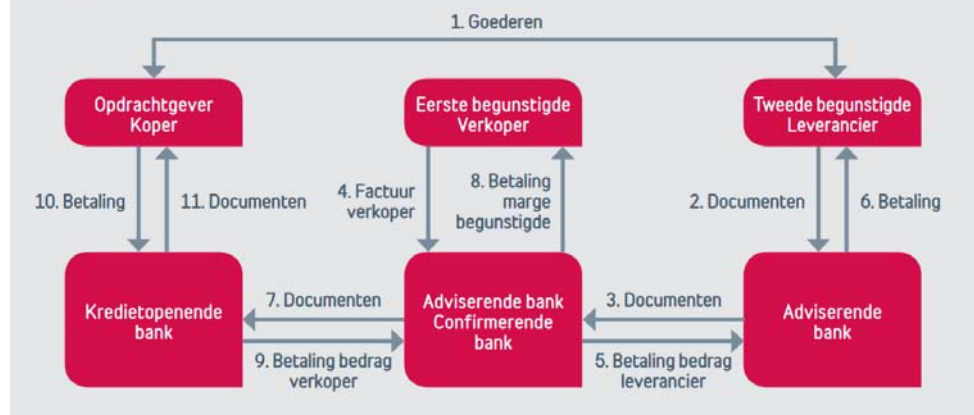 1. Goederen
Opdrachtgever
Koper
Eerste begunstigde
Verkoper
Tweede begunstigde
Leverancier
10. Betaling
11. Documenten
4. Factuur
verkoper
8. Betaling
marge
begunstigde
2. Documenten
6. Betaling
Kredietopenende
bank
7. Documenten
9. Betaling bedrag
verkoper
Adviserende bank
Confirmerende
bank
3. Documenten
5. Betaling bedrag
leverancier
Adviserende
bank